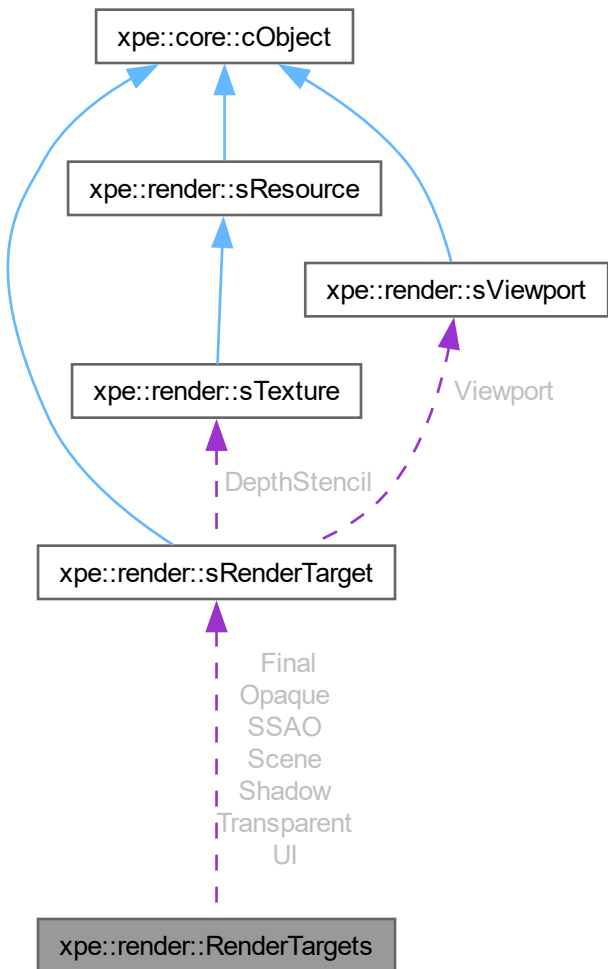 xpe::core::cObject
xpe::render::sResource
xpe::render::sViewport
xpe::render::sTexture
Viewport
DepthStencil
xpe::render::sRenderTarget
Final
Opaque
SSAO
Scene
Shadow
Transparent
UI
xpe::render::RenderTargets